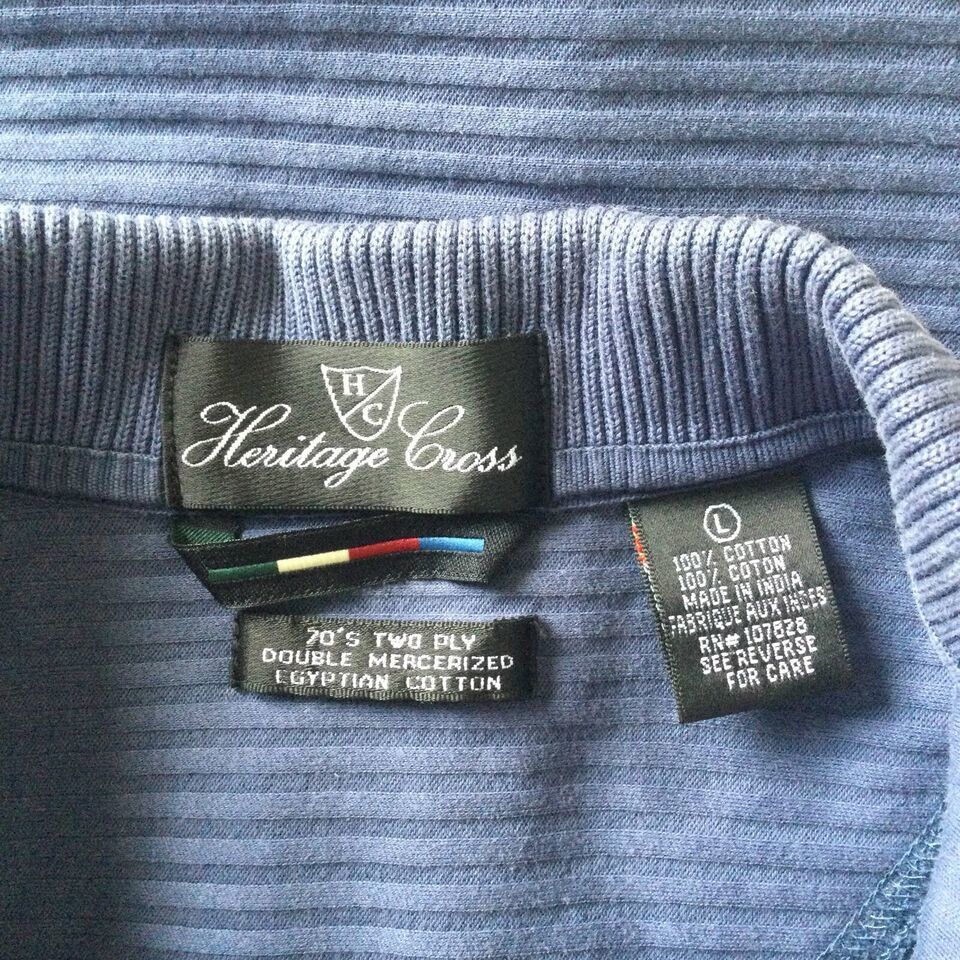 H
C
Heritage Cross
70'S TWO PLY
DOUBLE MERCERIZED
EGYPTIAN COTTON
L
100% COTTON
100% COTON
MADE IN INDIA
FABRIQUE AUX INDES
RN# 107828
SEE REVERSE
FOR CARE